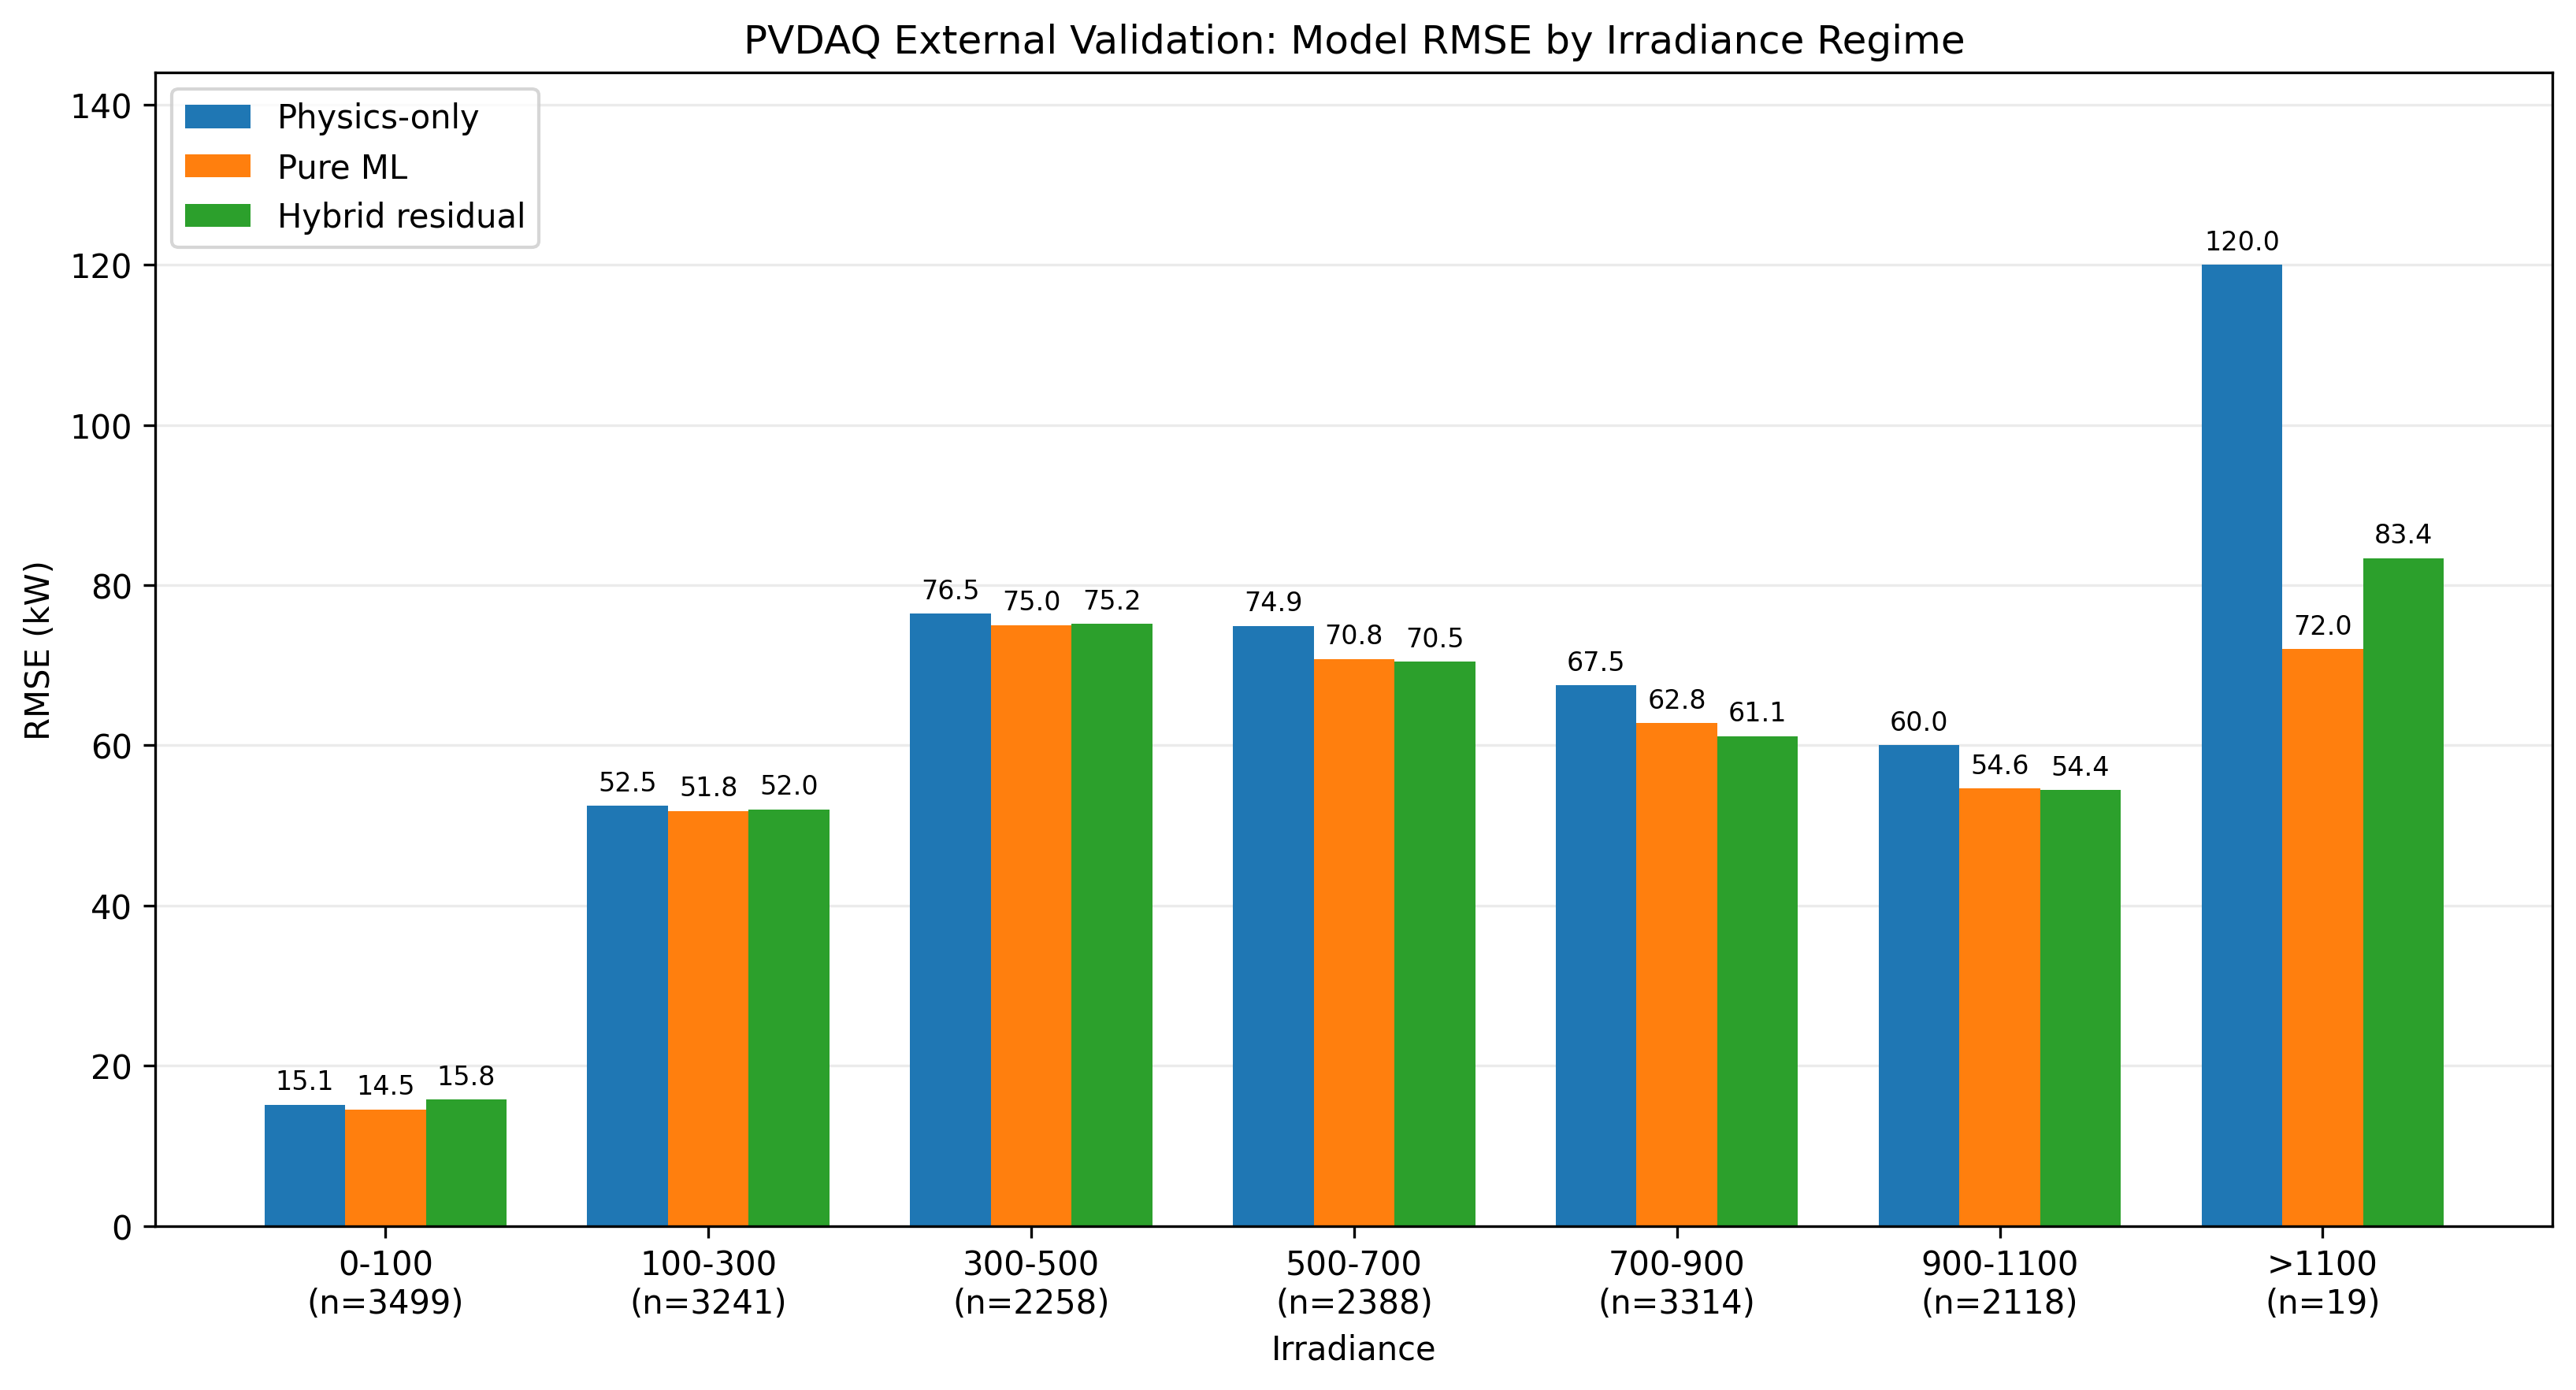 PVDAQ External Validation: Model RMSE by Irradiance Regime
Physics-only
Pure ML
Hybrid residual
RMSE (kW)
140
120
100
80
60
40
20
0
15.1
14.5
15.8
52.5
51.8
52.0
76.5
75.0
75.2
74.9
70.8
70.5
67.5
62.8
61.1
60.0
54.6
54.4
120.0
72.0
83.4
0-100
(n=3499)
100-300
(n=3241)
300-500
(n=2258)
500-700
(n=2388)
700-900
(n=3314)
900-1100
(n=2118)
>1100
(n=19)
Irradiance